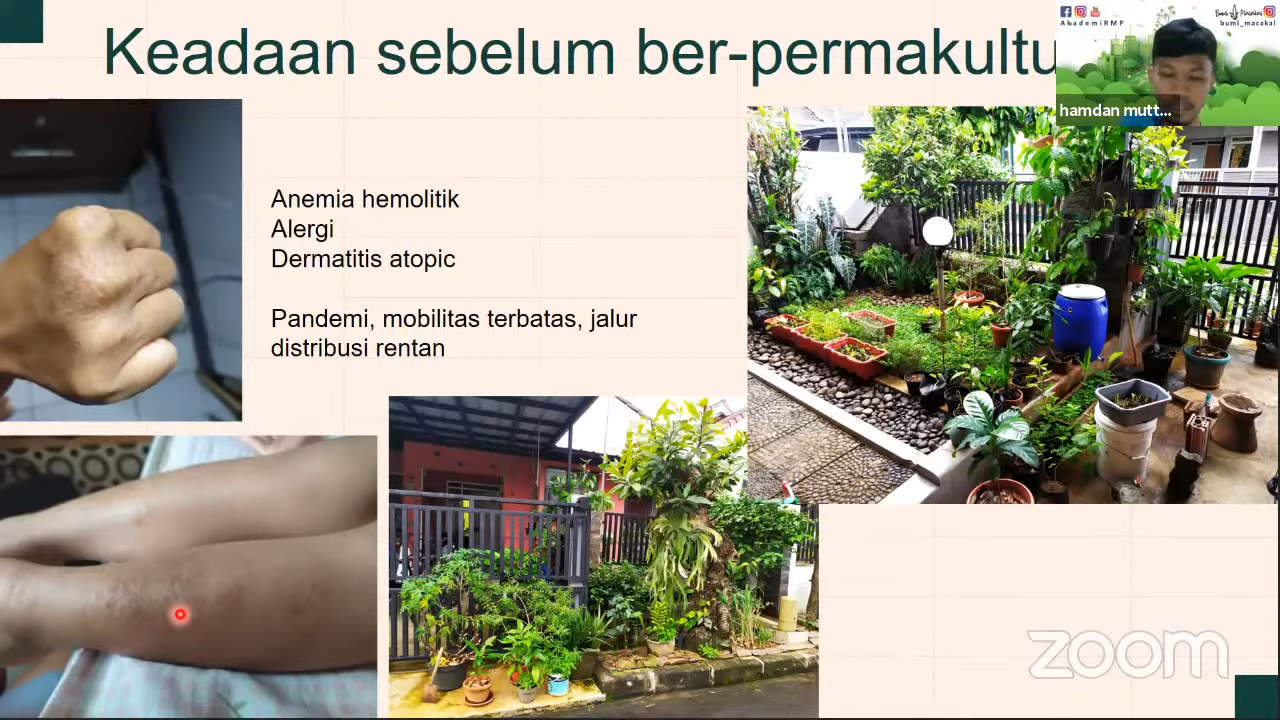 Keadaan sebelum ber-permakultu
AkademiRMP
bumi_macakal
hamdan mutt...
Anemia hemolitik
Alergi
Dermatitis atopic
Pandemi, mobilitas terbatas, jalur
distribusi rentan
zoom